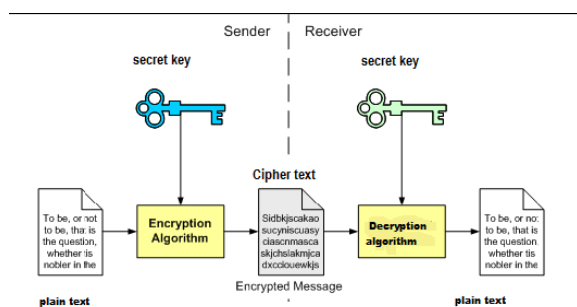 Sender
Receiver
secret key
secret key
Cipher text
To be, or not
to be, that is
the question,
whether 'tis
nobler in the
Encryption
Algorithm
Sidbkjscakao
sucyniscuasy
ciascnmasca
skjchslakmjca
dxcciouewkjs
Decryption
algorithm
To be, or not
to be, that is
the question
whether 'tis
nobler in the
plain text
Encrypted Message
plain text